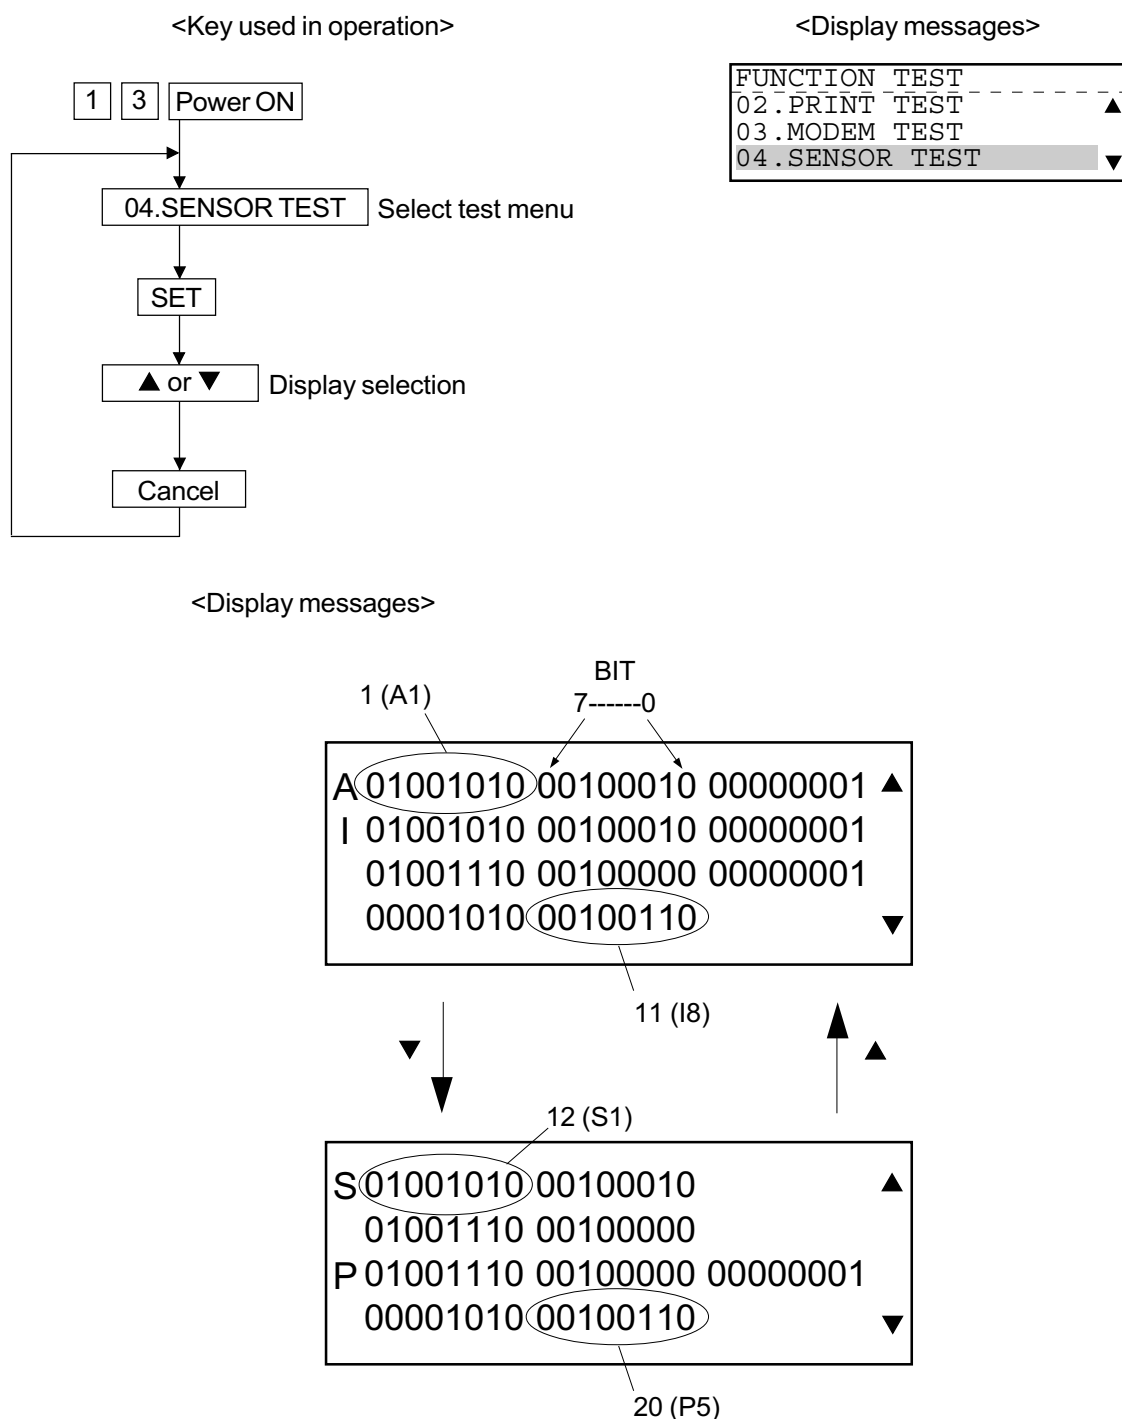 <Key used in operation>
<Display messages>
1 3 Power ON
FUNCTION TEST
02.PRINT TEST ▲
03.MODEM TEST
04.SENSOR TEST ▼
04.SENSOR TEST Select test menu
SET
▲ or ▼ Display selection
Cancel
<Display messages>
BIT
1 (A1) 7------0
A 01001010 00100010 00000001 ▲
I 01001010 00100010 00000001
01001110 00100000 00000001
00001010 00100110 ▼
11 (I8)
▼ ▲
12 (S1)
S 01001010 00100010 ▲
01001110 00100000
P 01001110 00100000 00000001
00001010 00100110 ▼
20 (P5)